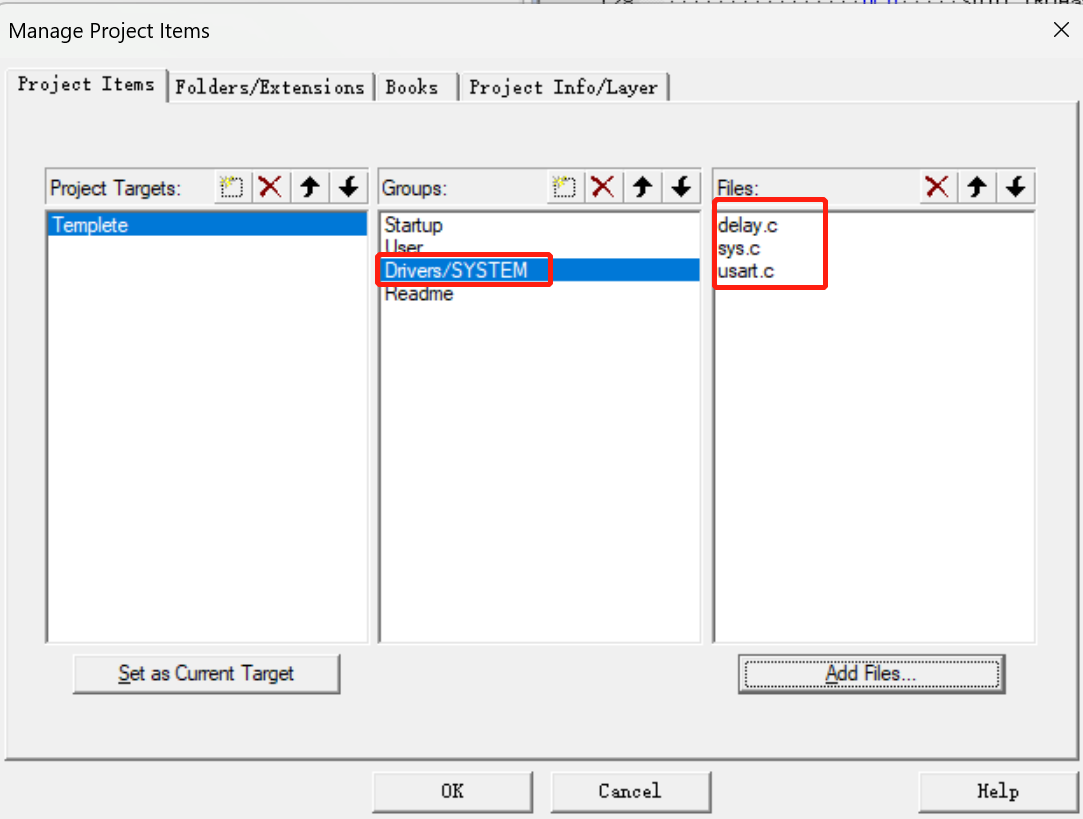 Manage Project Items
Project Items
Folders/Extensions
Books
Project Info/Layer
Project Targets:
Groups:
Files:
Templete
Startup
User
Drivers/SYSTEM
Readme
delay.c
sys.c
usart.c
Set as Current Target
Add Files...
OK
Cancel
Help